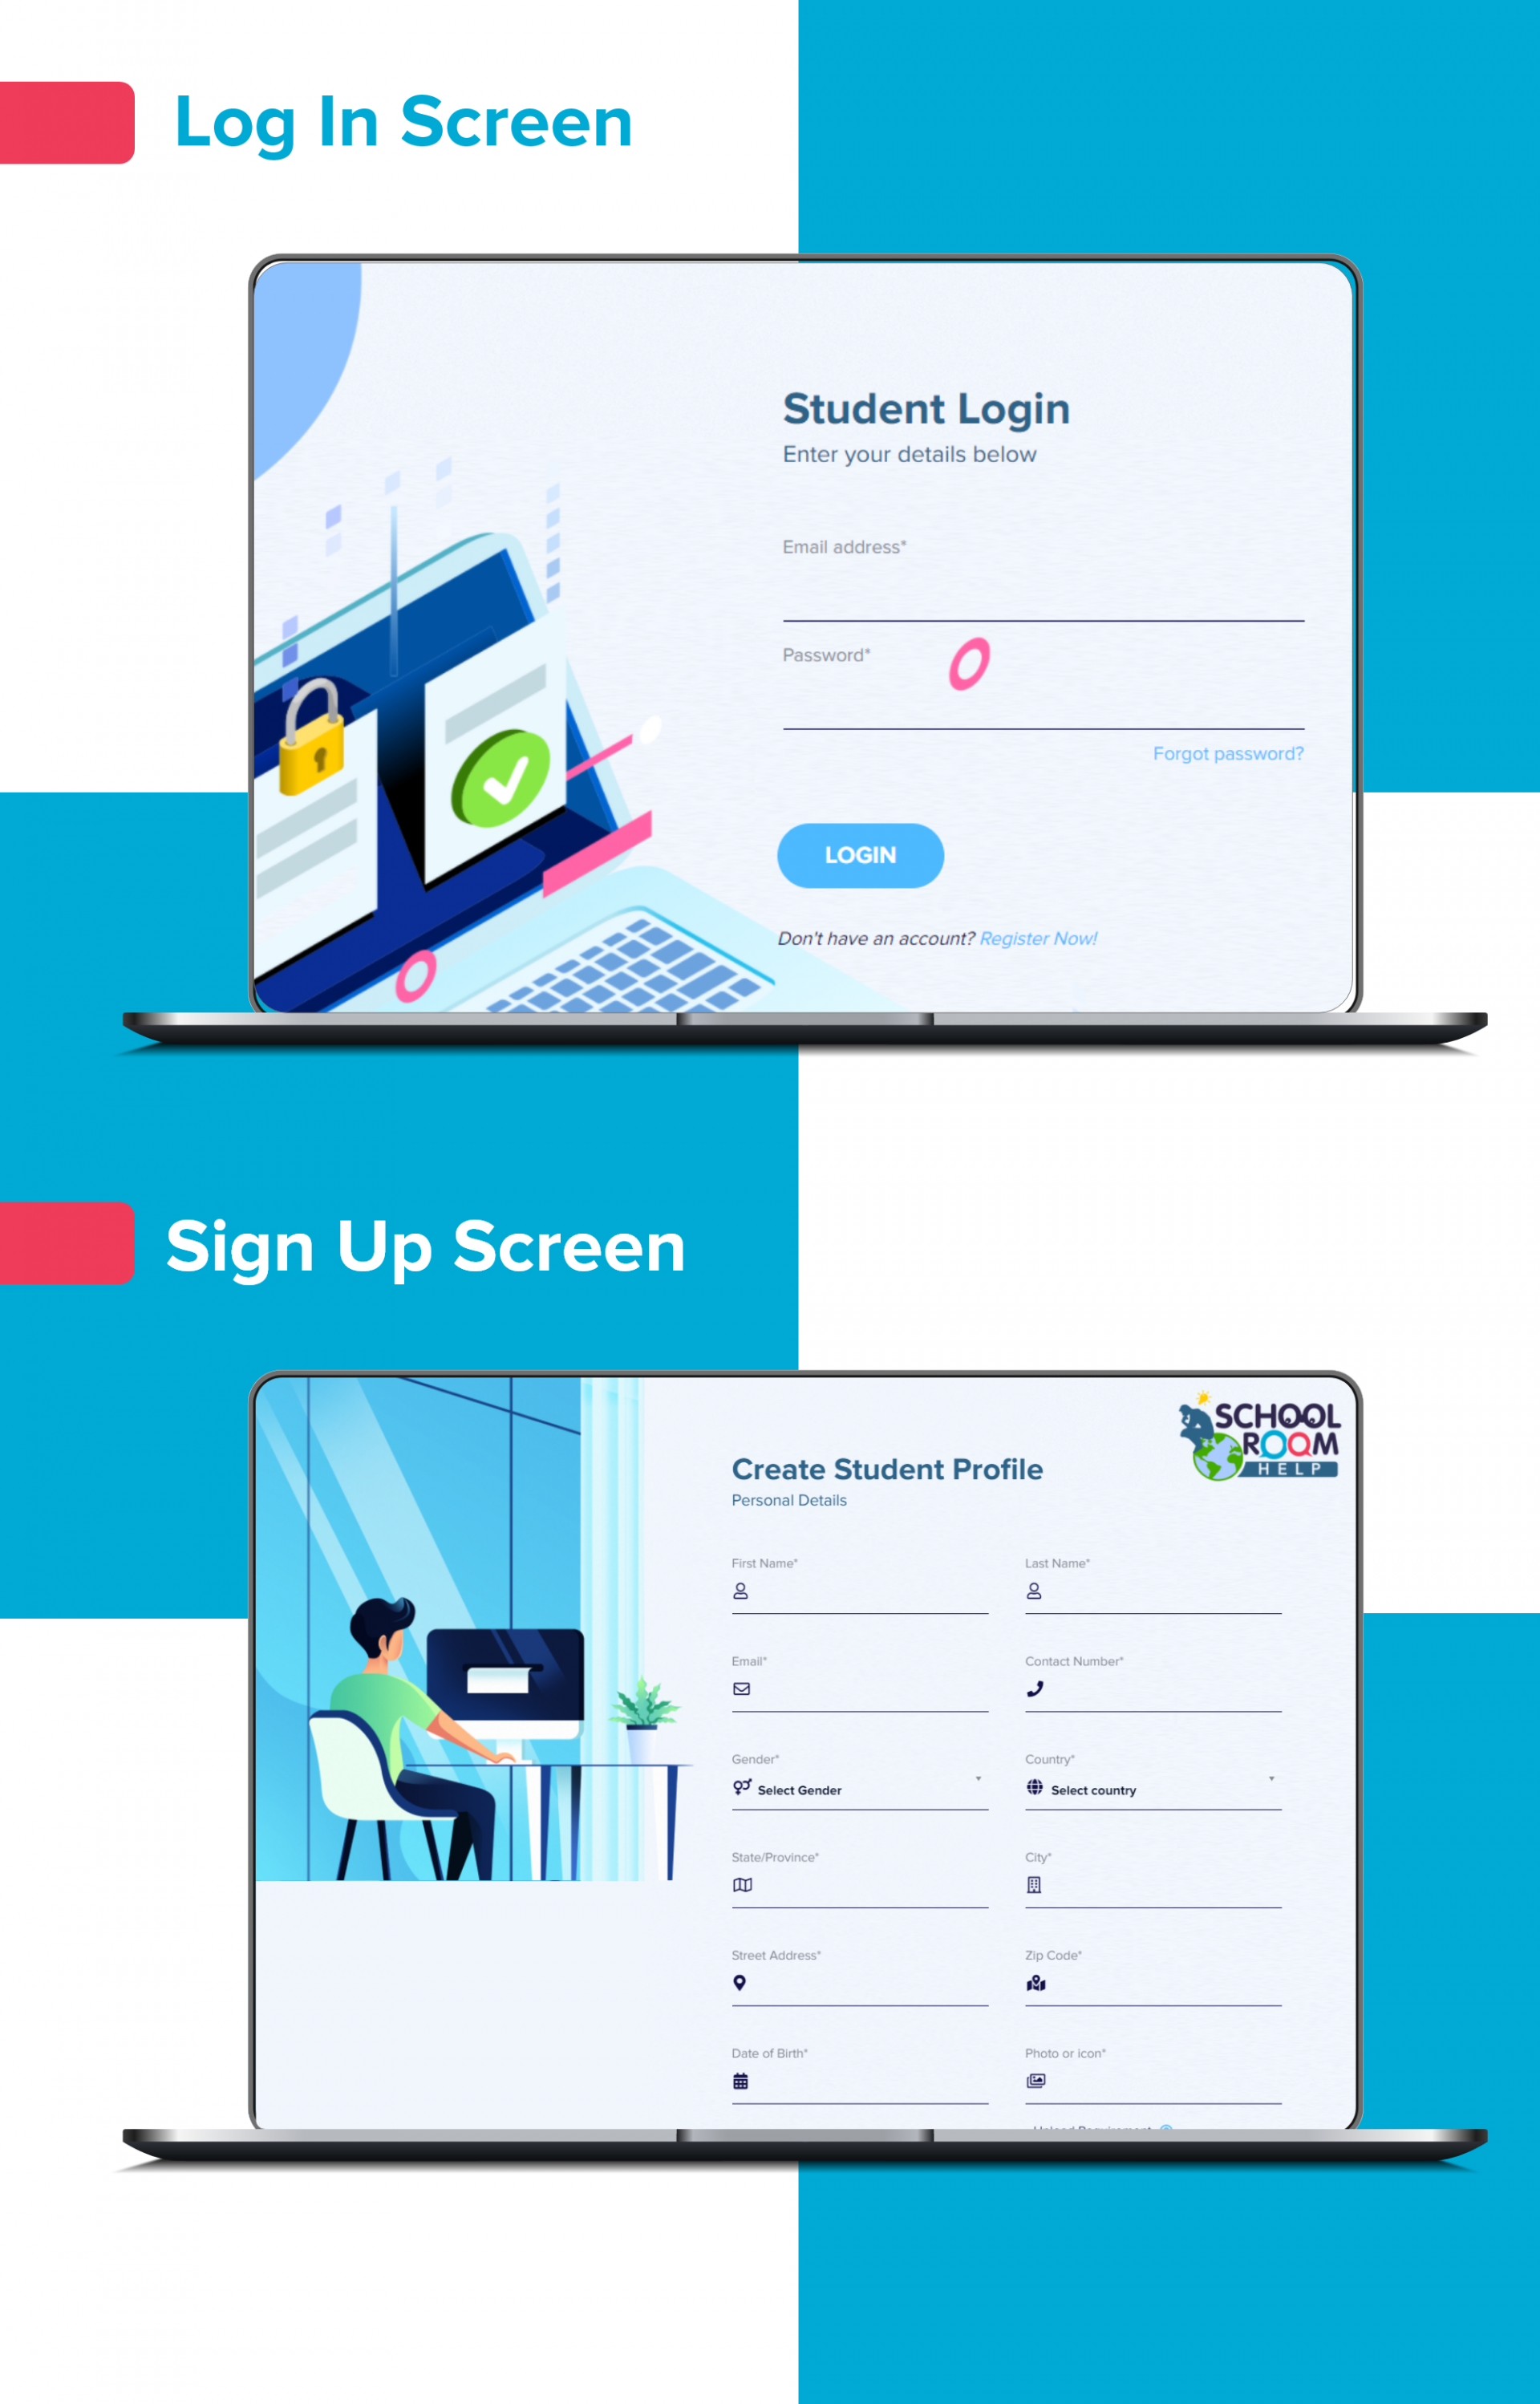 Log In Screen
Student Login
Enter your details below
Email address*
Password*
Forgot password?
LOGIN
Don't have an account? Register Now!
Sign Up Screen
SCHOOL
ROOM
HELP
Create Student Profile
Personal Details
First Name*
Last Name*
Email*
Contact Number*
Gender*
Country*
Select Gender
Select country
State/Province*
City*
Street Address*
Zip Code*
Date of Birth*
Photo or icon*
Upload Requirement